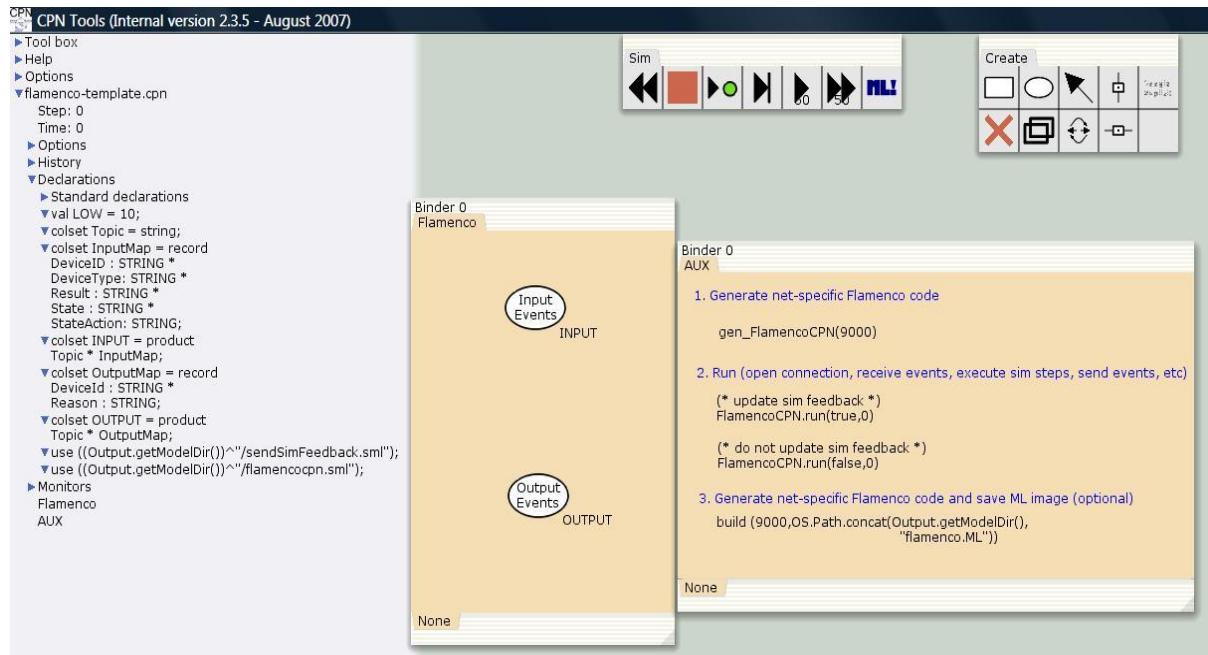 CPN
CPN Tools (Internal version 2.3.5 - August 2007)
Tool box
Help
Options
flamenco-template.cpn
Step: 0
Time: 0
Options
History
Declarations
Standard declarations
val LOW = 10;
colset Topic = string;
colset InputMap = record
DeviceID : STRING *
DeviceType: STRING *
Result : STRING *
State : STRING *
StateAction: STRING;
colset INPUT = product
Topic * InputMap;
colset OutputMap = record
DeviceId : STRING *
Reason : STRING;
colset OUTPUT = product
Topic * OutputMap;
use ((Output.getModelDir())^"/sendSimFeedback.sml");
use ((Output.getModelDir())^"/flamencocpn.sml");
Monitors
Flamenco
AUX
Sim
50
ML!
Create
Binder 0
Flamenco
Input
Events
INPUT
Output
Events
OUTPUT
None
Binder 0
AUX
1. Generate net-specific Flamenco code
gen_FlamencoCPN(9000)
2. Run (open connection, receive events, execute sim steps, send events, etc)
(* update sim feedback *)
FlamencoCPN.run(true,0)
(* do not update sim feedback *)
FlamencoCPN.run(false,0)
3. Generate net-specific Flamenco code and save ML image (optional)
build (9000,OS.Path.concat(Output.getModelDir(),
"flamenco.ML"))
None